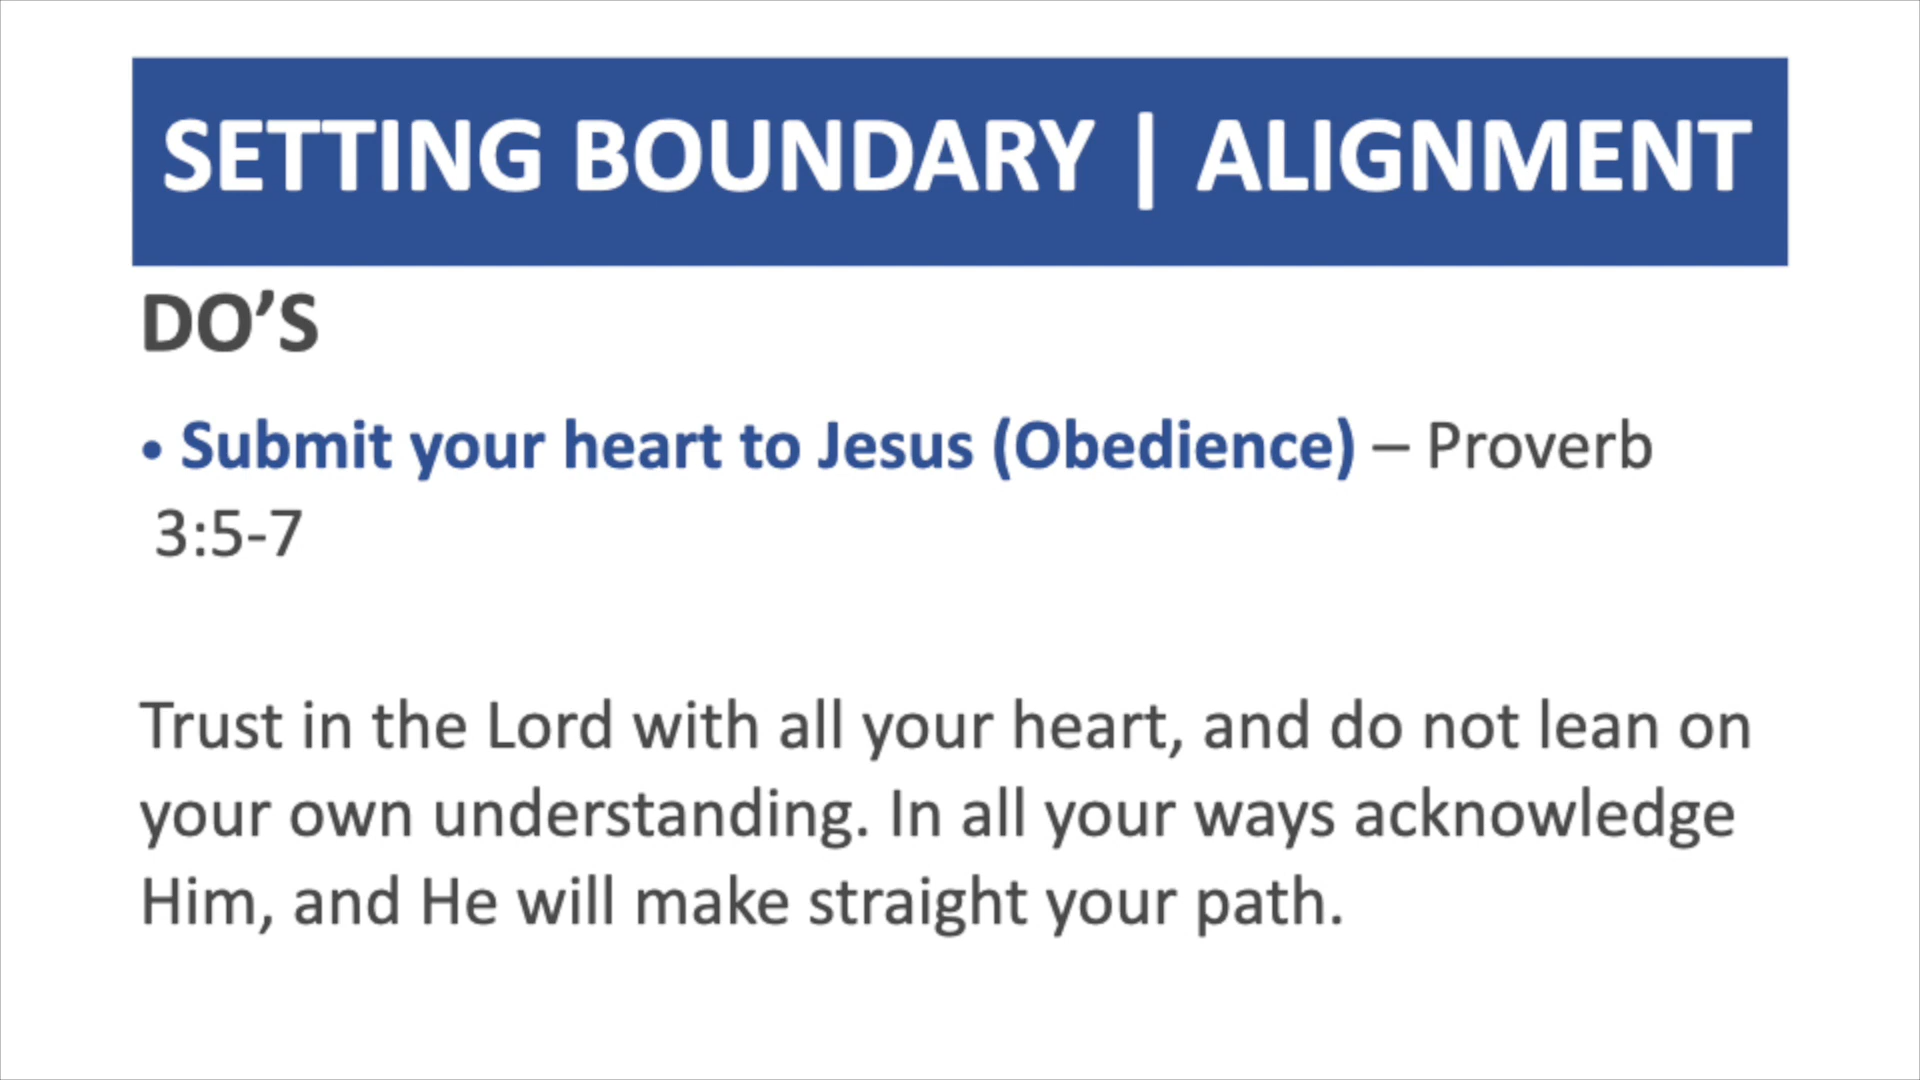 SETTING BOUNDARY | ALIGNMENT
DO’S
• Submit your heart to Jesus (Obedience) – Proverb
3:5-7
Trust in the Lord with all your heart, and do not lean on
your own understanding. In all your ways acknowledge
Him, and He will make straight your path.